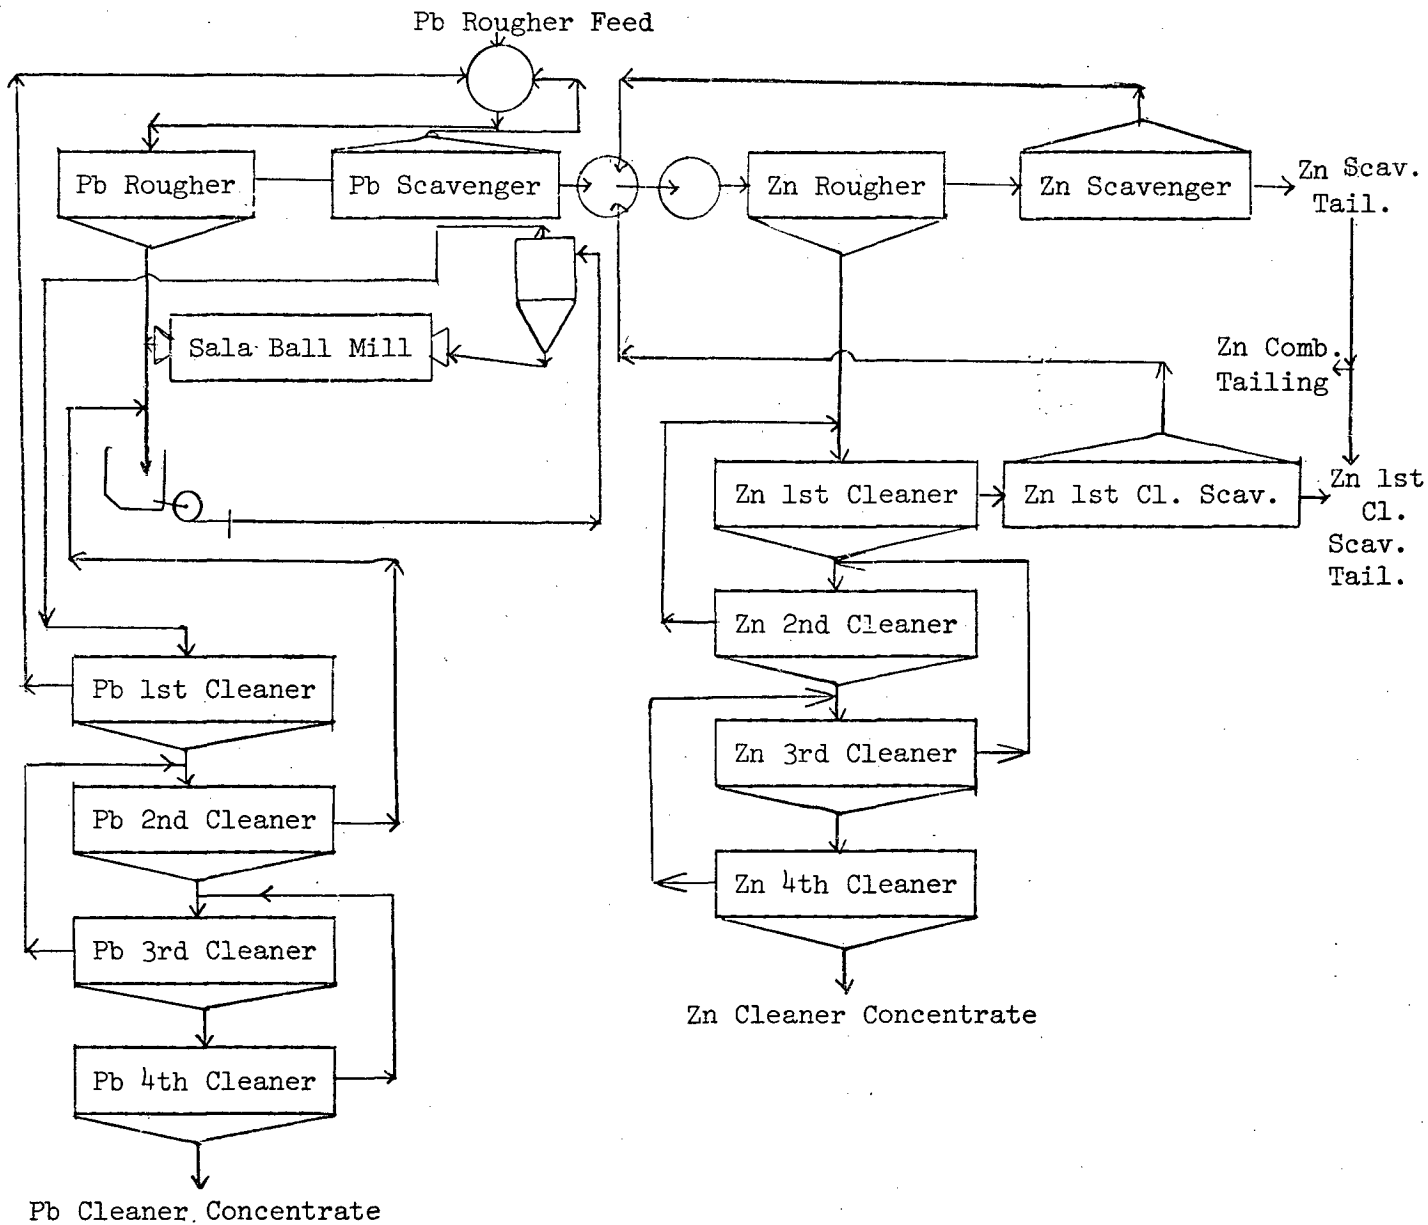 Pb Rougher Feed
Pb Rougher
Pb Scavenger
Zn Rougher
Zn Scavenger
Zn Scav.
Tail.
Sala Ball Mill
Zn Comb.
Tailing
Zn 1st Cleaner
Zn 1st Cl. Scav.
Zn 1st
Cl.
Scav.
Tail.
Zn 2nd Cleaner
Pb 1st Cleaner
Zn 3rd Cleaner
Pb 2nd Cleaner
Zn 4th Cleaner
Pb 3rd Cleaner
Zn Cleaner Concentrate
Pb 4th Cleaner
Pb Cleaner Concentrate